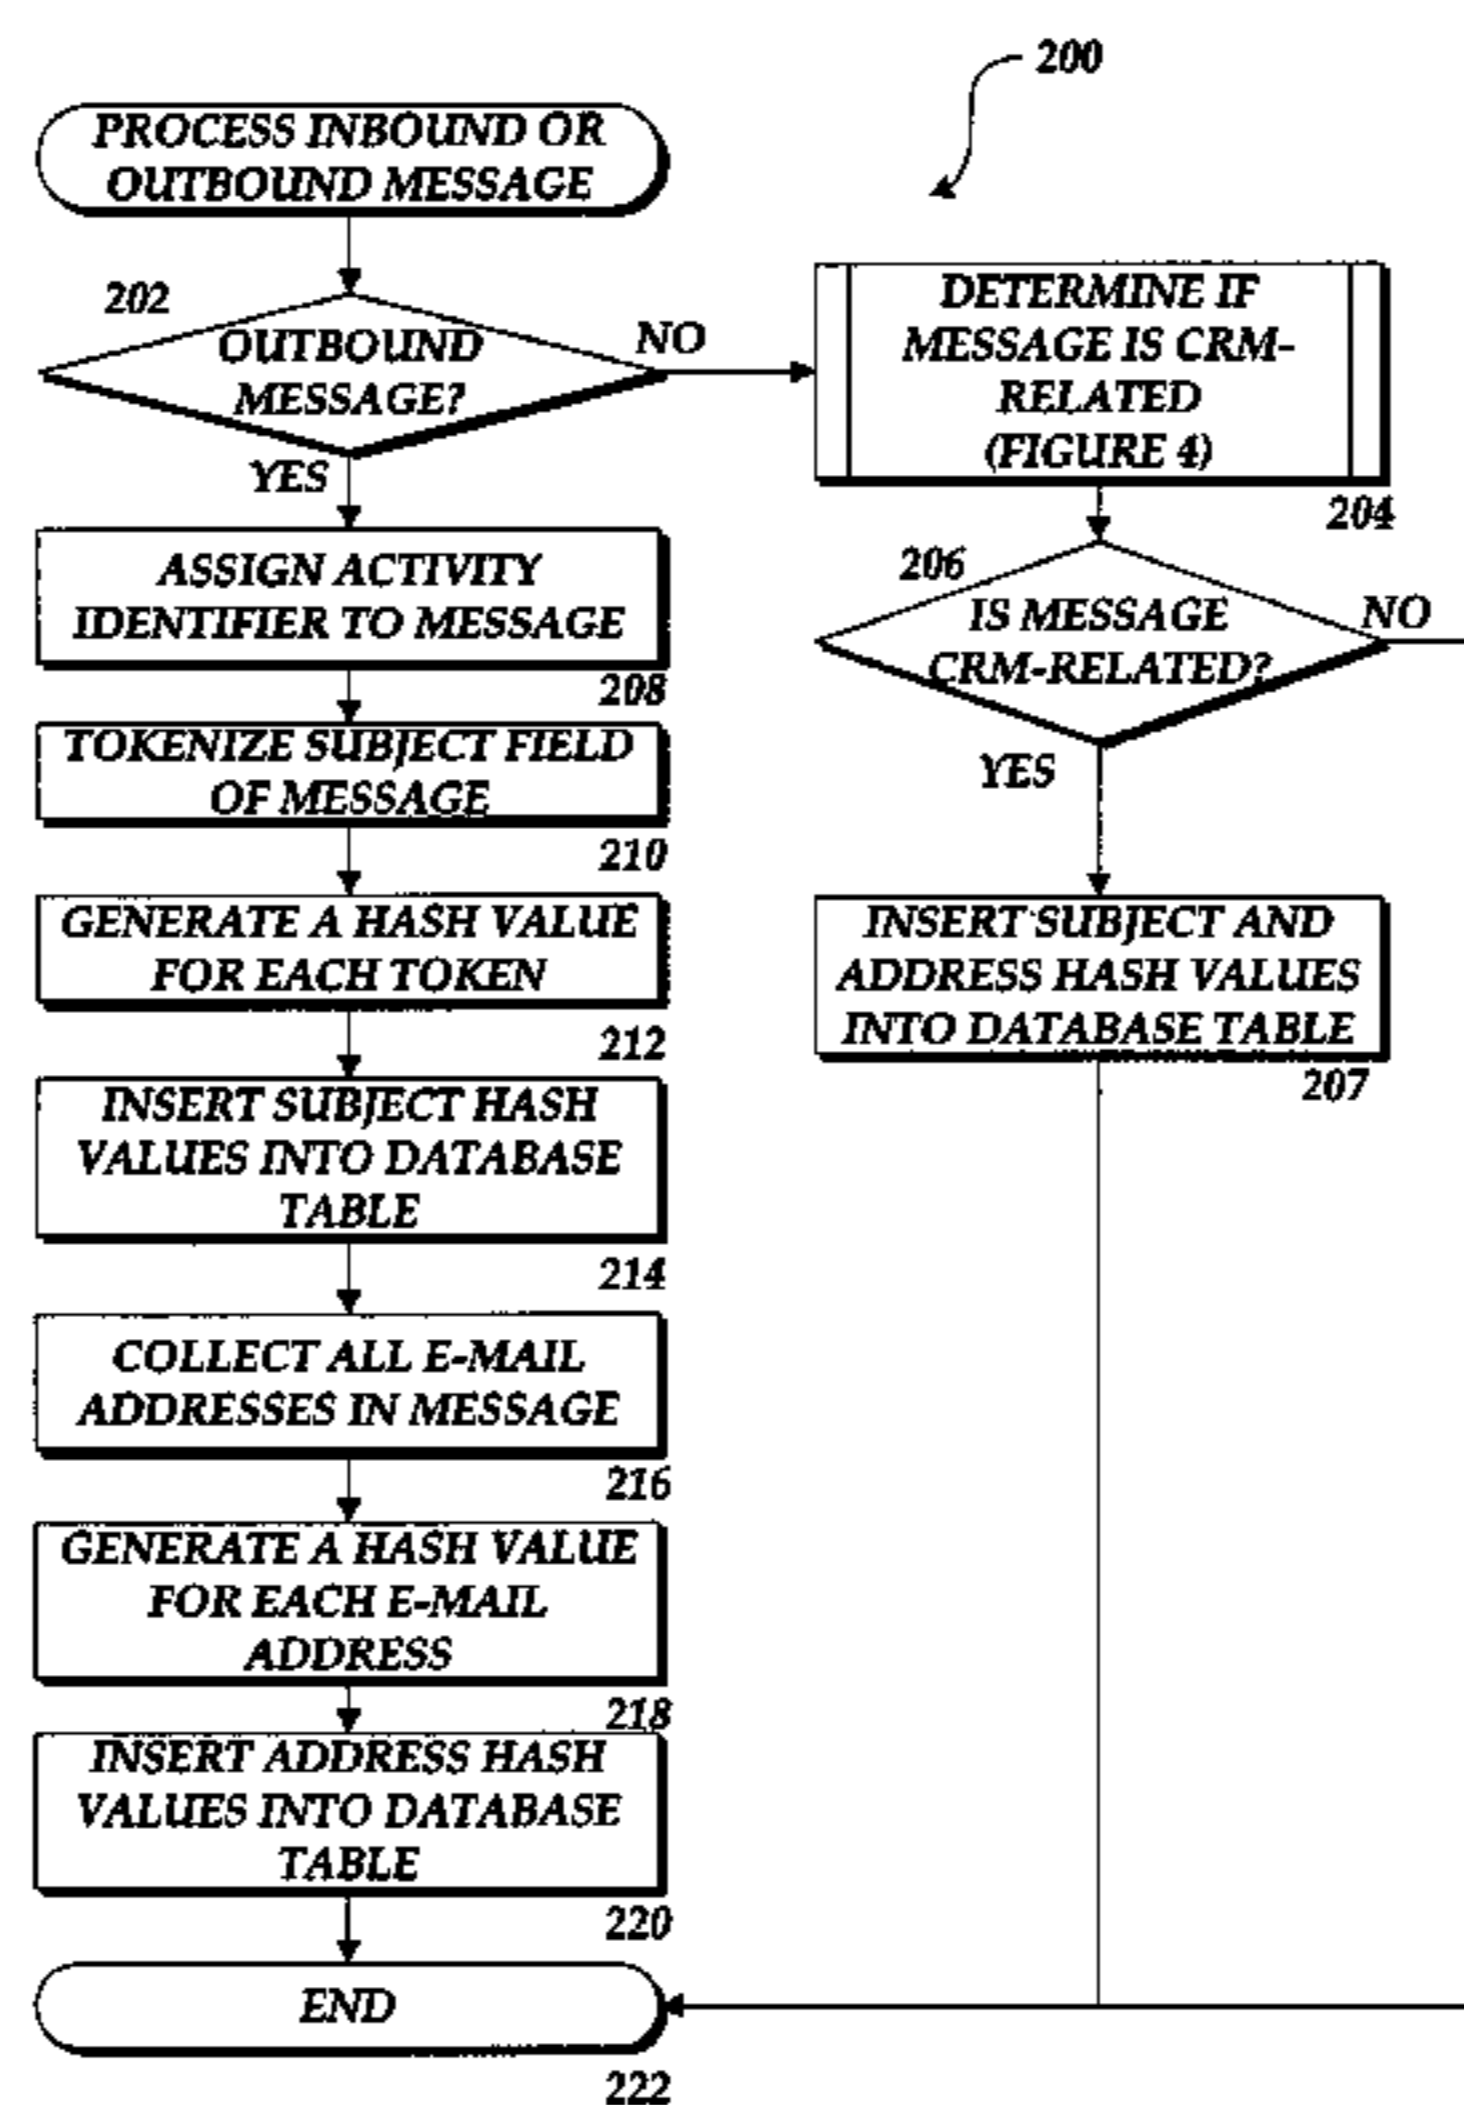 200
PROCESS INBOUND OR
OUTBOUND MESSAGE
202
OUTBOUND
MESSAGE?
NO
YES
ASSIGN ACTIVITY
IDENTIFIER TO MESSAGE
208
TOKENIZE SUBJECT FIELD
OF MESSAGE
210
GENERATE A HASH VALUE
FOR EACH TOKEN
212
INSERT SUBJECT HASH
VALUES INTO DATABASE
TABLE
214
COLLECT ALL E-MAIL
ADDRESSES IN MESSAGE
216
GENERATE A HASH VALUE
FOR EACH E-MAIL
ADDRESS
218
INSERT ADDRESS HASH
VALUES INTO DATABASE
TABLE
220
END
222
DETERMINE IF
MESSAGE IS CRM-
RELATED
(FIGURE 4)
204
206
IS MESSAGE
CRM-RELATED?
NO
YES
INSERT SUBJECT AND
ADDRESS HASH VALUES
INTO DATABASE TABLE
207